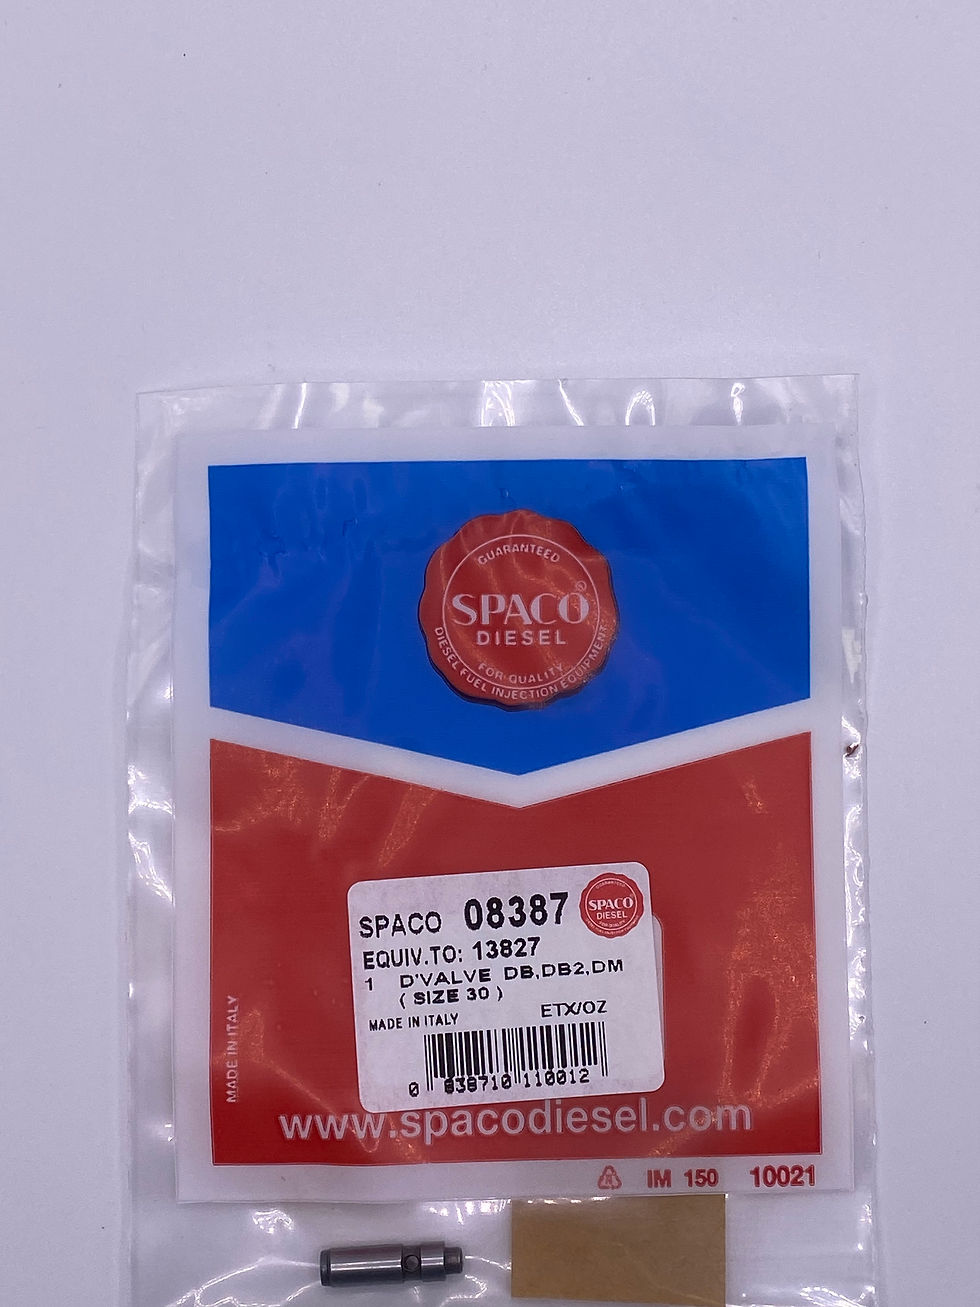 GUARANTEED
SPACO®
DIESEL
FOR QUALITY
DIESEL FUEL INJECTION EQUIPMENT
SPACO 08387
SPACO
DIESEL
EQUIV.TO: 13827
1 D'VALVE DB,DB2,DM
( SIZE 30 )
MADE IN ITALY ETX/OZ
0 838710 110012
MADE IN ITALY
www.spacodiesel.com
IM 150 10021